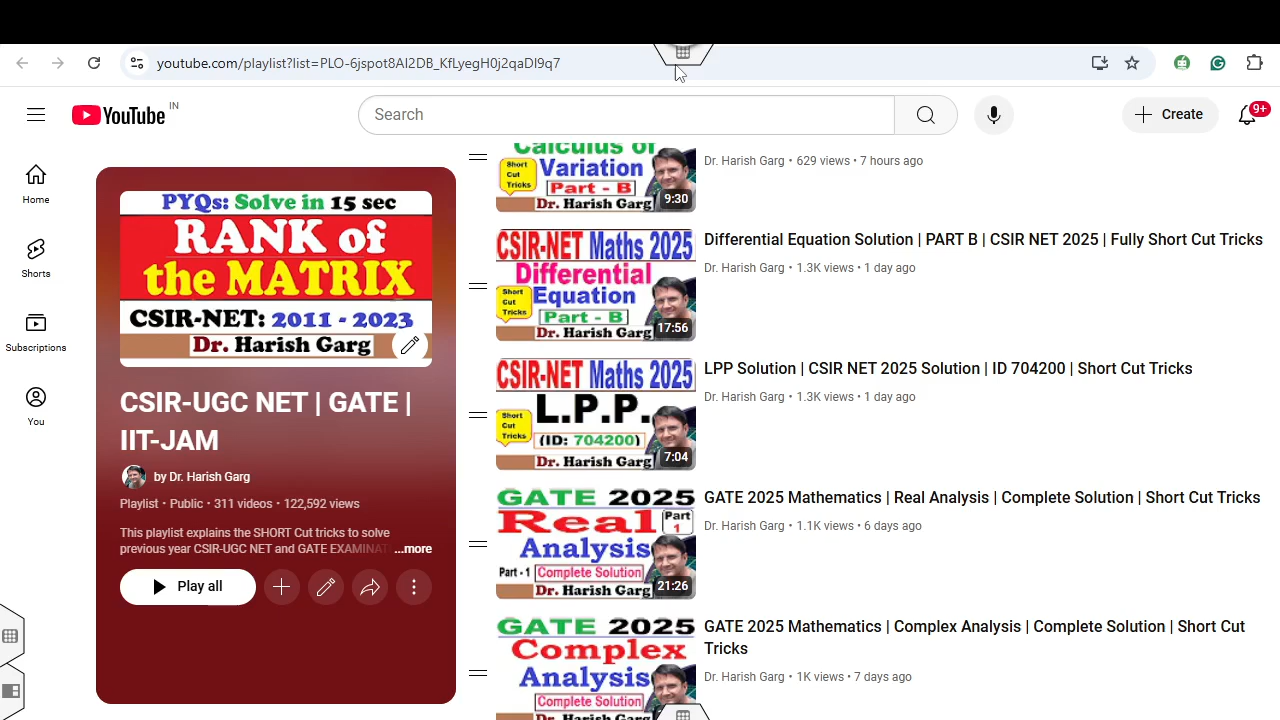 youtube.com/playlist?list=PLO-6jspot8AI2DB_KfLyegH0j2qaDI9q7
YouTube IN
Search
Create
9+
Home
Shorts
Subscriptions
You
PYQs: Solve in 15 sec
RANK of
the MATRIX
CSIR-NET: 2011 - 2023
Dr. Harish Garg
CSIR-UGC NET | GATE |
IIT-JAM
by Dr. Harish Garg
Playlist • Public • 311 videos • 122,592 views
This playlist explains the SHORT Cut tricks to solve
previous year CSIR-UGC NET and GATE EXAMINAT ...more
Play all
Calculus of
Short Cut Tricks
Variation
Part - B
9:30
Dr. Harish Garg
Dr. Harish Garg • 629 views • 7 hours ago
CSIR-NET Maths 2025
Differential
Short Cut Tricks
Equation
Part - B
17:56
Dr. Harish Garg
Differential Equation Solution | PART B | CSIR NET 2025 | Fully Short Cut Tricks
Dr. Harish Garg • 1.3K views • 1 day ago
CSIR-NET Maths 2025
L.P.P.
Short Cut Tricks
(ID: 704200)
7:04
Dr. Harish Garg
LPP Solution | CSIR NET 2025 Solution | ID 704200 | Short Cut Tricks
Dr. Harish Garg • 1.3K views • 1 day ago
GATE 2025
Real Part 1
Analysis
Part - 1 Complete Solution
21:26
Dr. Harish Garg
GATE 2025 Mathematics | Real Analysis | Complete Solution | Short Cut Tricks
Dr. Harish Garg • 1.1K views • 6 days ago
GATE 2025
Complex
Analysis
Complete Solution
GATE 2025 Mathematics | Complex Analysis | Complete Solution | Short Cut
Tricks
Dr. Harish Garg • 1K views • 7 days ago